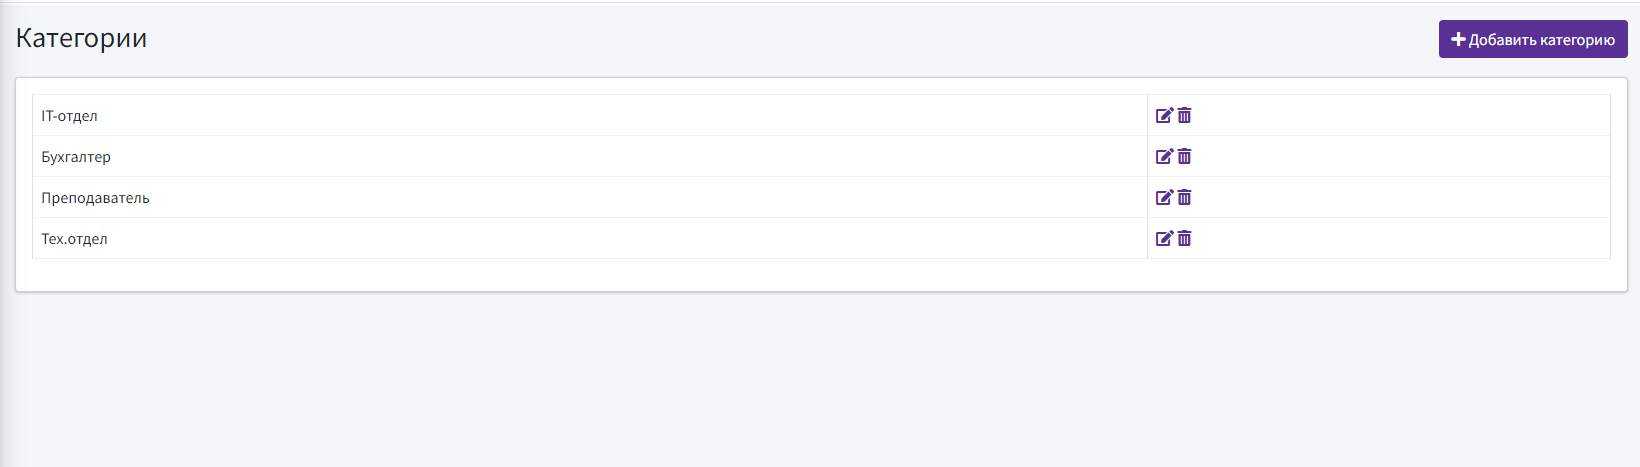 Категории
Добавить категорию
IT-отдел
Бухгалтер
Преподаватель
Тех.отдел